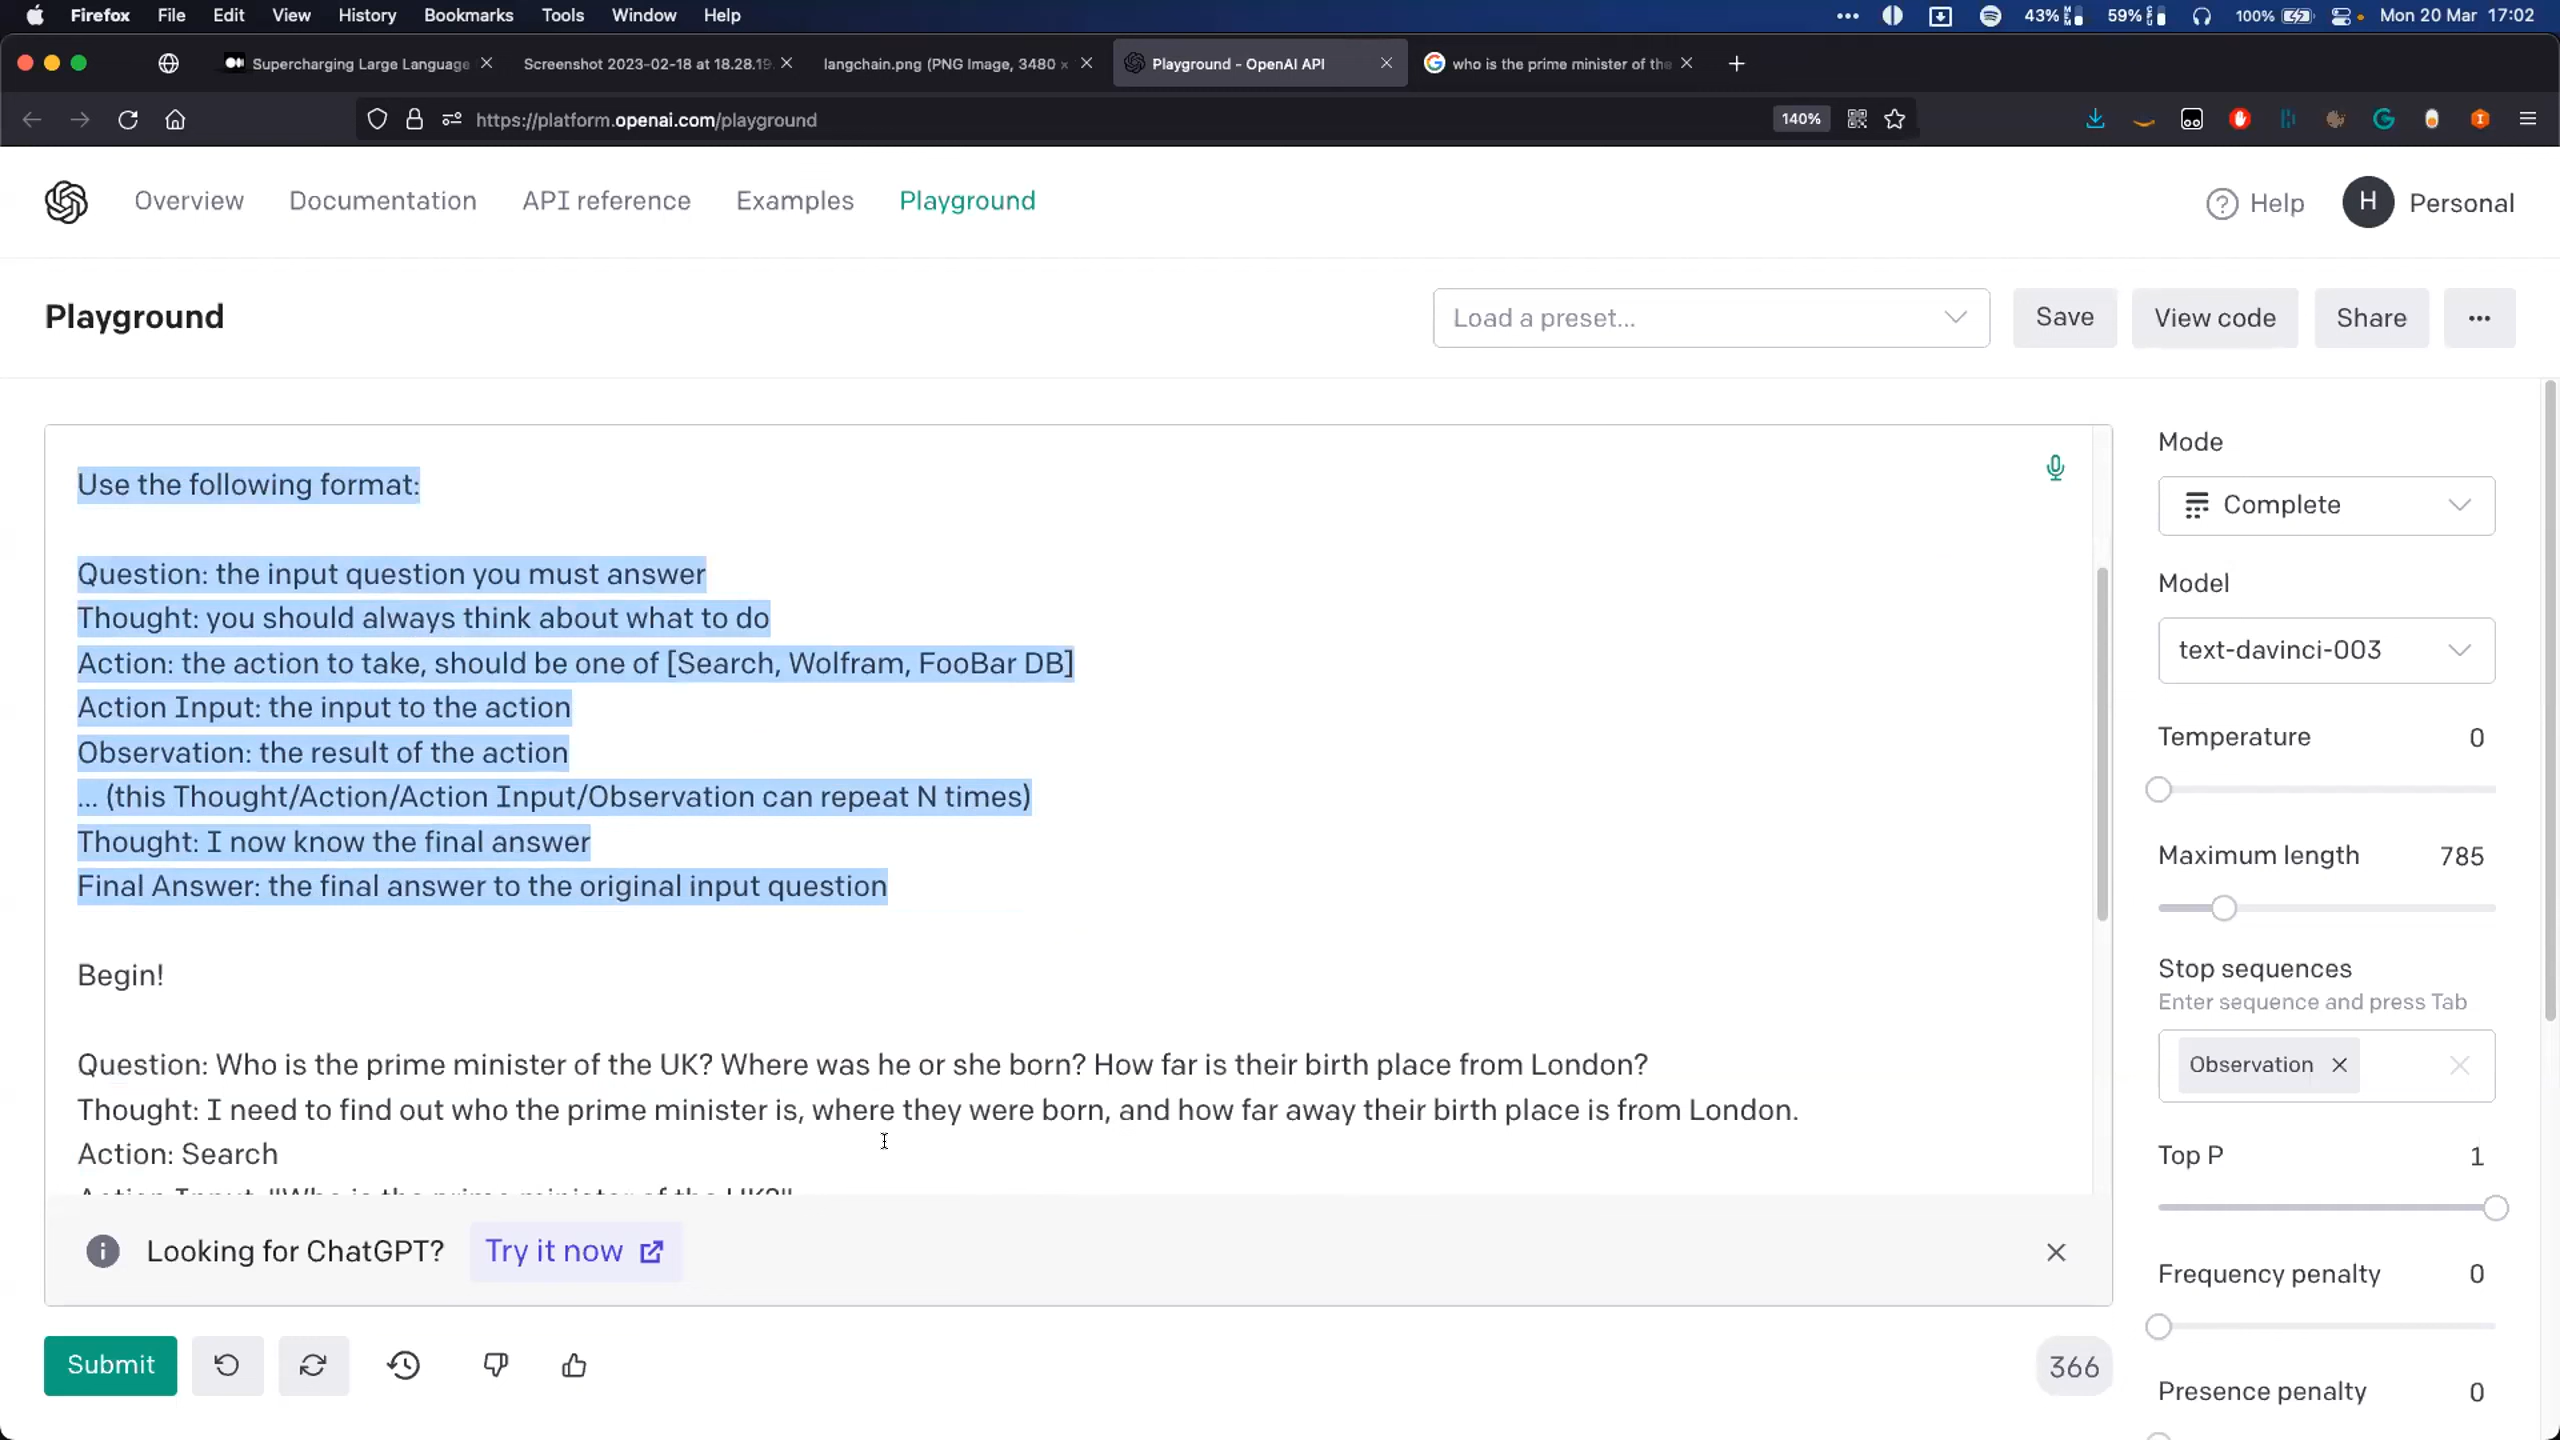 Firefox File Edit View History Bookmarks Tools Window Help 43% 59% 100% Mon 20 Mar 17:02
Supercharging Large Language Screenshot 2023-02-18 at 18.28.19. langchain.png (PNG Image, 3480 × Playground - OpenAI API who is the prime minister of the
https://platform.openai.com/playground 140%
Overview Documentation API reference Examples Playground Help H Personal
Playground Load a preset... Save View code Share ...
Use the following format:
Question: the input question you must answer
Thought: you should always think about what to do
Action: the action to take, should be one of [Search, Wolfram, FooBar DB]
Action Input: the input to the action
Observation: the result of the action
... (this Thought/Action/Action Input/Observation can repeat N times)
Thought: I now know the final answer
Final Answer: the final answer to the original input question
Begin!
Question: Who is the prime minister of the UK? Where was he or she born? How far is their birth place from London?
Thought: I need to find out who the prime minister is, where they were born, and how far away their birth place is from London.
Action: Search
Action Input: "Who is the prime minister of the UK?"
Looking for ChatGPT? Try it now
Submit 366
Mode
Complete
Model
text-davinci-003
Temperature 0
Maximum length 785
Stop sequences
Enter sequence and press Tab
Observation
Top P 1
Frequency penalty 0
Presence penalty 0